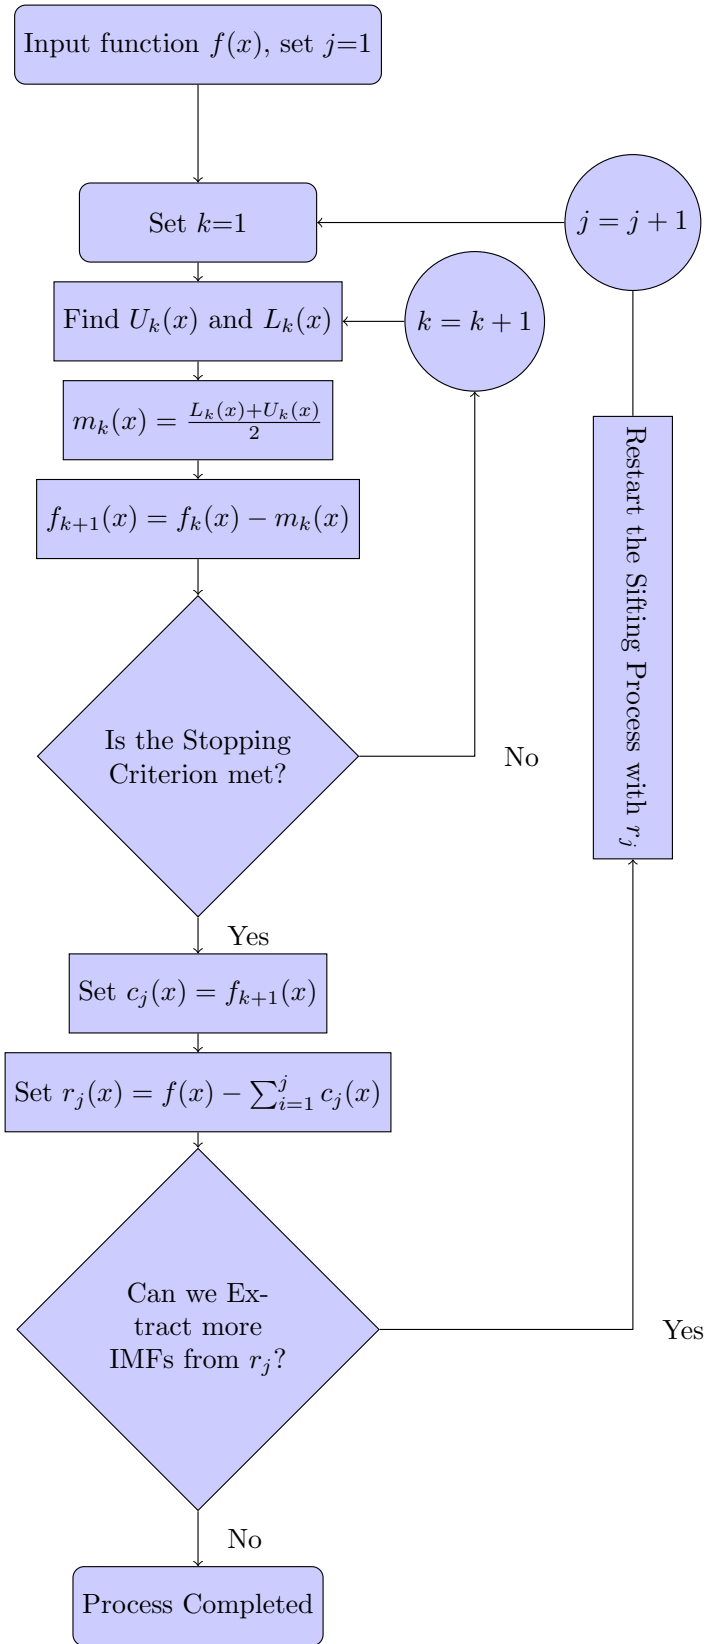 Input function f(x), set j=1
Set k=1
j = j + 1
Find U_k(x) and L_k(x)
k = k + 1
m_k(x) = \frac{L_k(x)+U_k(x)}{2}
f_{k+1}(x) = f_k(x) − m_k(x)
Restart the Sifting Process with r_j
Is the Stopping
Criterion met?
No
Yes
Set c_j(x) = f_{k+1}(x)
Set r_j(x) = f(x) − \sum_{i=1}^{j} c_j(x)
Can we Ex-
tract more
IMFs from r_j?
Yes
No
Process Completed